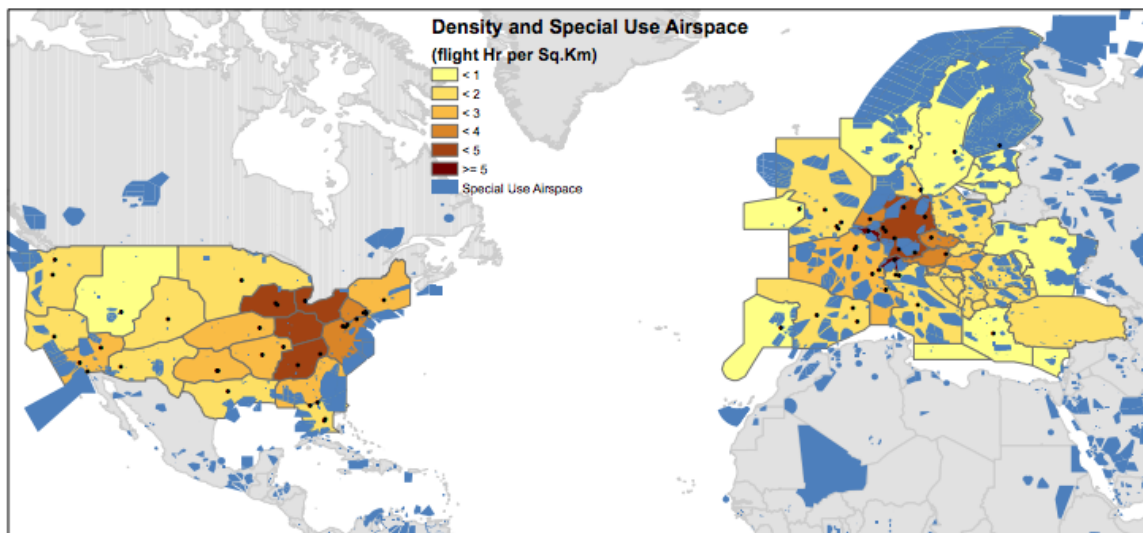 Density and Special Use Airspace
(flight Hr per Sq.Km)
< 1
< 2
< 3
< 4
< 5
>= 5
Special Use Airspace